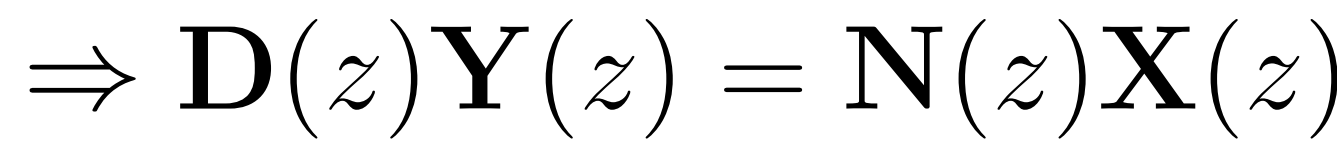 ⇒ D(z)Y(z) = N(z)X(z)